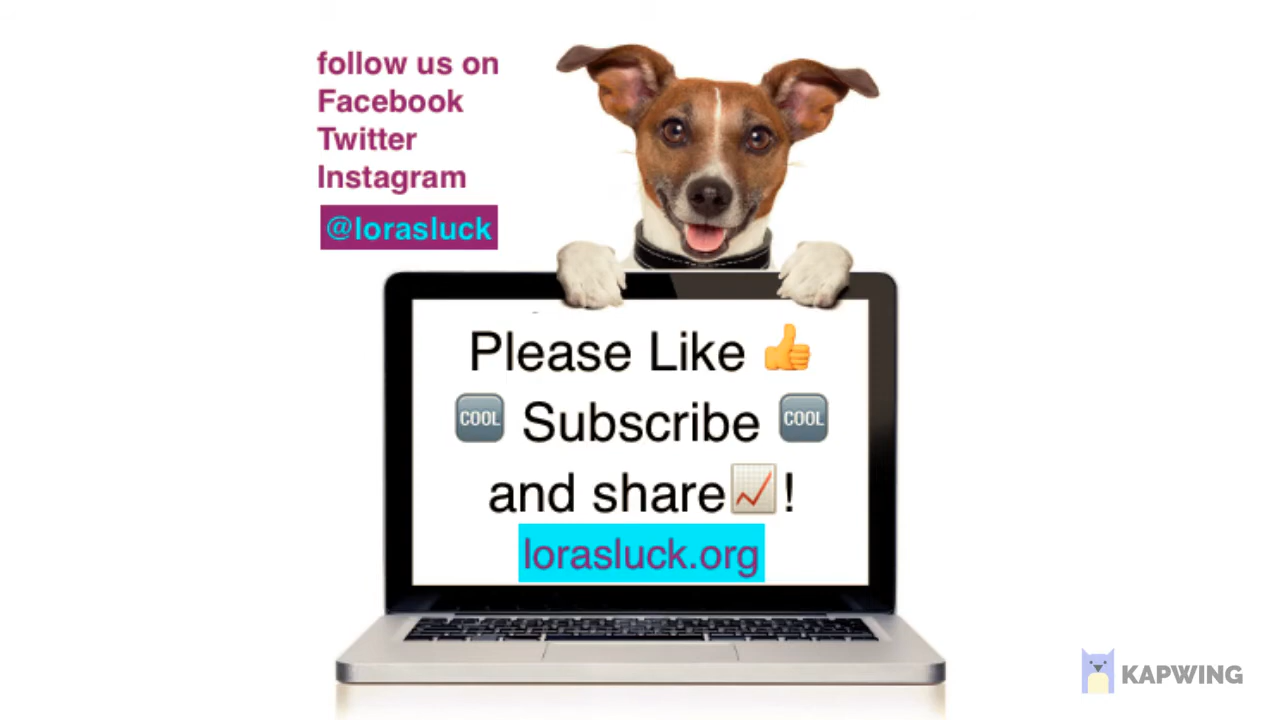 follow us on
Facebook
Twitter
Instagram
@lorasluck
Please Like 👍
🆒 Subscribe 🆒
and share📈!
lorasluck.org
KAPWING